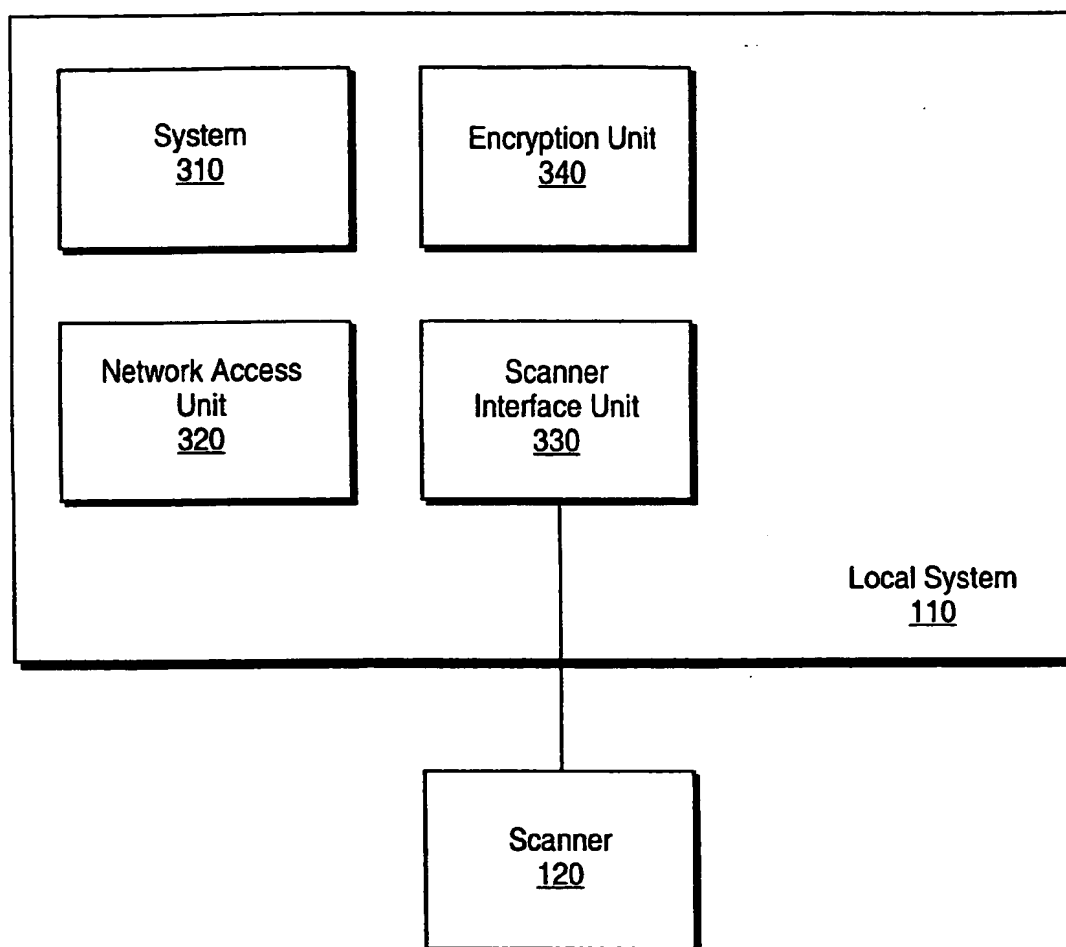 System
310
Encryption Unit
340
Network Access
Unit
320
Scanner
Interface Unit
330
Local System
110
Scanner
120